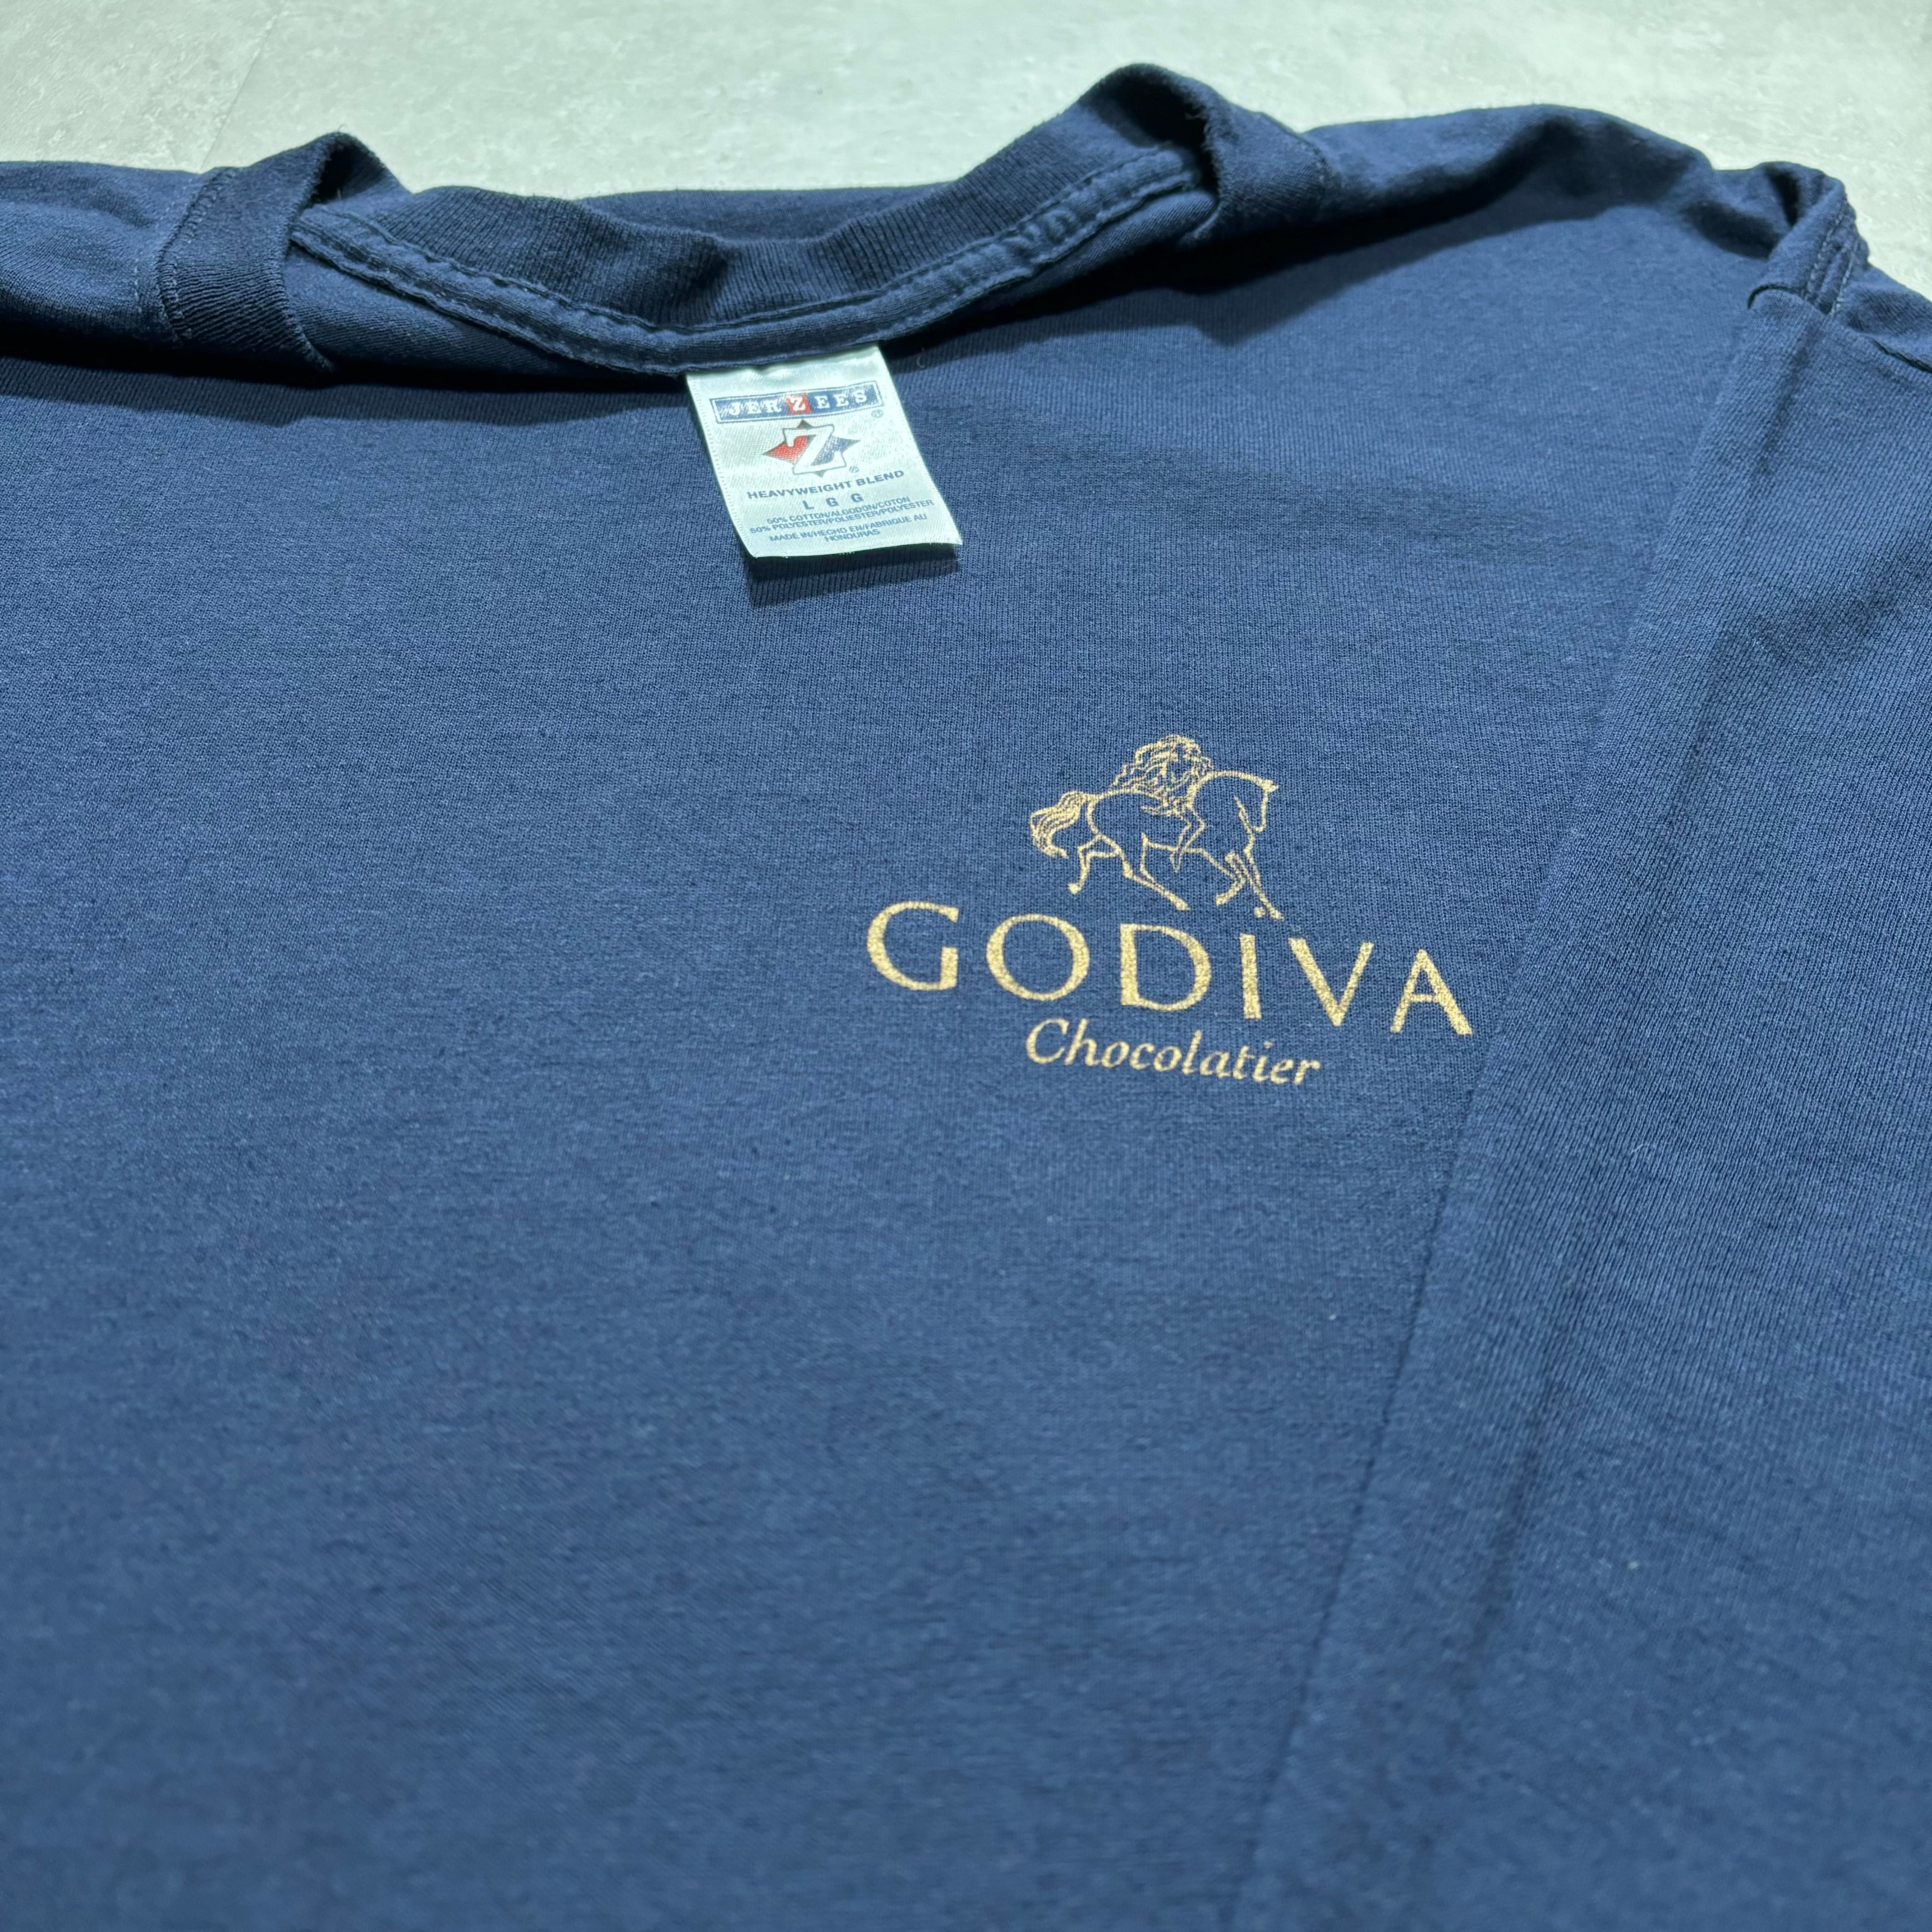 JERZEES®
Z®
HEAVYWEIGHT BLEND
L G G
50% COTTON/ALGODON/COTON
50% POLYESTER/POLIESTER/POLYESTER
MADE IN/HECHO EN/FABRIQUE AU
HONDURAS
GODIVA
Chocolatier